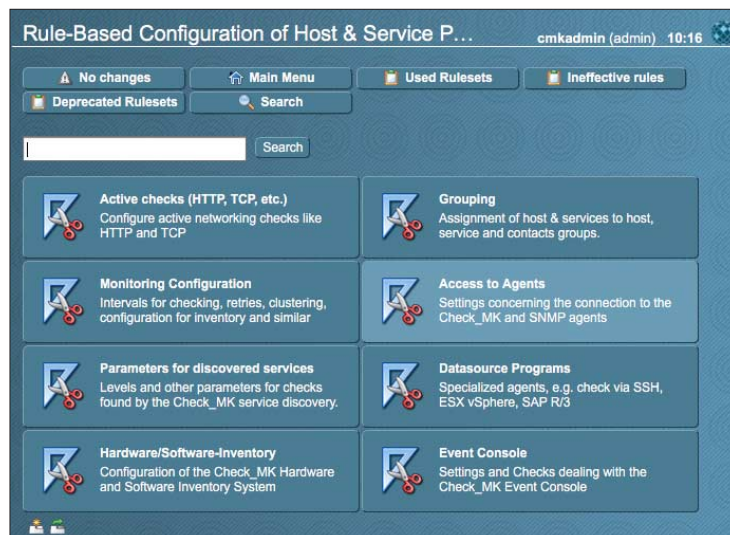 Rule-Based Configuration of Host & Service P...
cmkadmin (admin) 10:16
No changes
Main Menu
Used Rulesets
Ineffective rules
Deprecated Rulesets
Search
Search
Active checks (HTTP, TCP, etc.)
Configure active networking checks like
HTTP and TCP
Grouping
Assignment of host & services to host,
service and contacts groups.
Monitoring Configuration
Intervals for checking, retries, clustering,
configuration for inventory and similar
Access to Agents
Settings concerning the connection to the
Check_MK and SNMP agents
Parameters for discovered services
Levels and other parameters for checks
found by the Check_MK service discovery.
Datasource Programs
Specialized agents, e.g. check via SSH,
ESX vSphere, SAP R/3
Hardware/Software-Inventory
Configuration of the Check_MK Hardware
and Software Inventory System
Event Console
Settings and Checks dealing with the
Check_MK Event Console